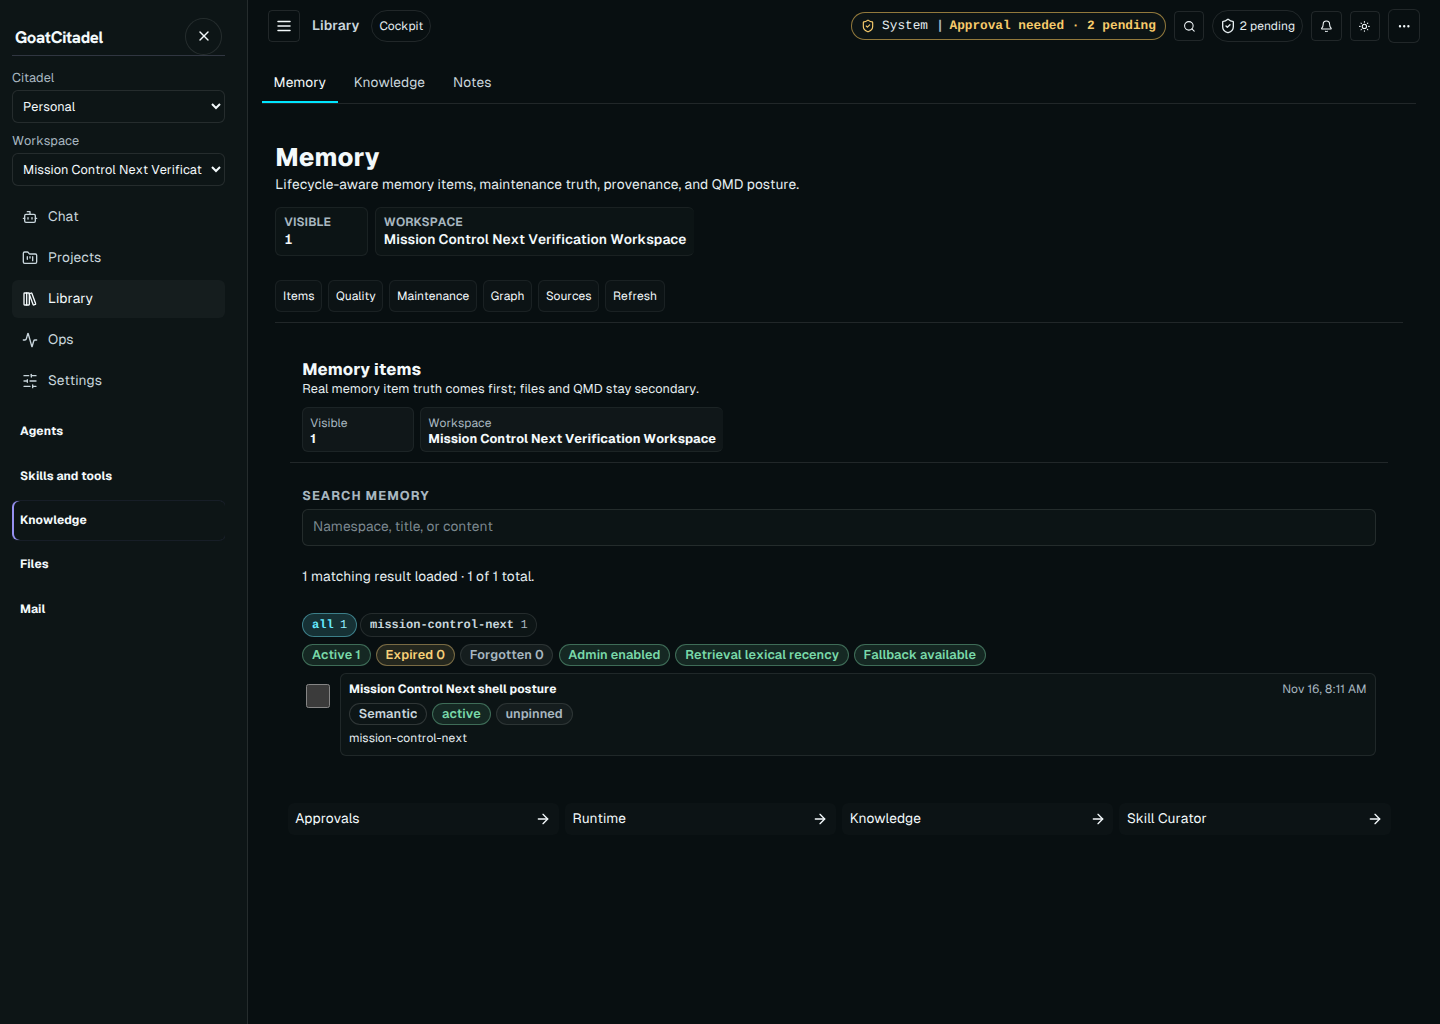 GoatCitadel
Citadel
Personal
Workspace
Mission Control Next Verificat
Chat
Projects
Library
Ops
Settings
Agents
Skills and tools
Knowledge
Files
Mail
Library
Cockpit
System | Approval needed · 2 pending
2 pending
Memory
Knowledge
Notes
Memory
Lifecycle-aware memory items, maintenance truth, provenance, and QMD posture.
VISIBLE
1
WORKSPACE
Mission Control Next Verification Workspace
Items
Quality
Maintenance
Graph
Sources
Refresh
Memory items
Real memory item truth comes first; files and QMD stay secondary.
Visible
1
Workspace
Mission Control Next Verification Workspace
SEARCH MEMORY
Namespace, title, or content
1 matching result loaded · 1 of 1 total.
all 1
mission-control-next 1
Active 1
Expired 0
Forgotten 0
Admin enabled
Retrieval lexical recency
Fallback available
Mission Control Next shell posture
Nov 16, 8:11 AM
Semantic
active
unpinned
mission-control-next
Approvals
Runtime
Knowledge
Skill Curator